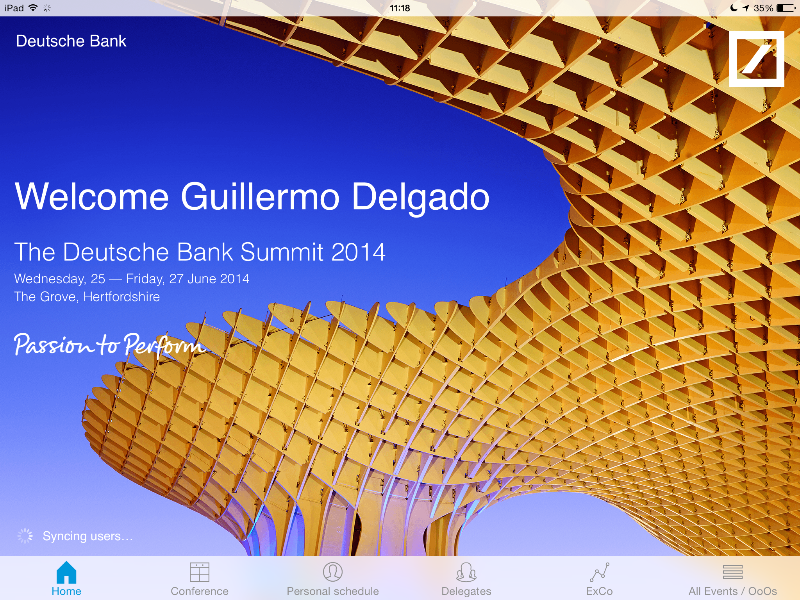 iPad 11:18 35%
Deutsche Bank
Welcome Guillermo Delgado
The Deutsche Bank Summit 2014
Wednesday, 25 — Friday, 27 June 2014
The Grove, Hertfordshire
Passion to Perform
Syncing users...
Home Conference Personal schedule Delegates ExCo All Events / OoOs